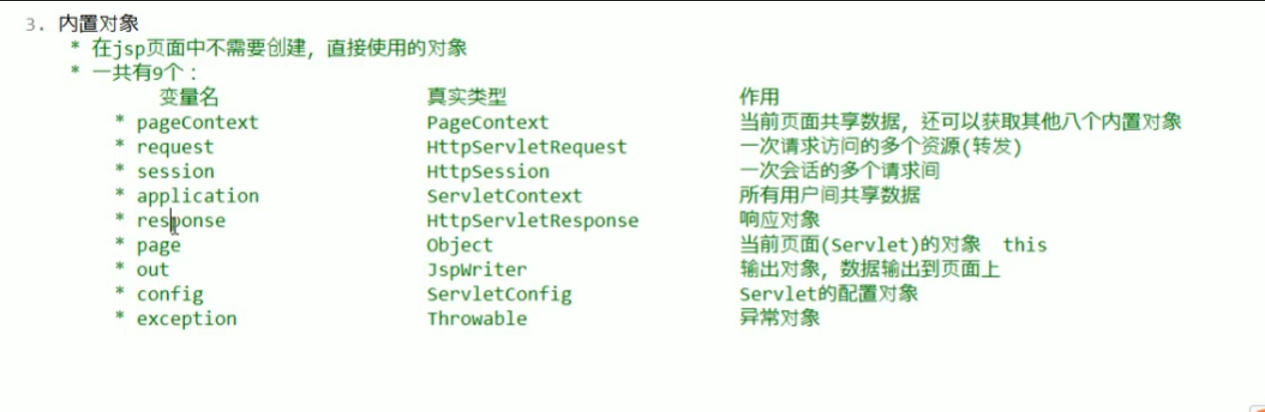 3. 内置对象
* 在jsp页面中不需要创建，直接使用的对象
* 一共有9个：
变量名 真实类型 作用
* pageContext PageContext 当前页面共享数据，还可以获取其他八个内置对象
* request HttpServletRequest 一次请求访问的多个资源(转发)
* session HttpSession 一次会话的多个请求间
* application ServletContext 所有用户间共享数据
* response HttpServletResponse 响应对象
* page Object 当前页面(Servlet)的对象 this
* out JspWriter 输出对象，数据输出到页面上
* config ServletConfig Servlet的配置对象
* exception Throwable 异常对象